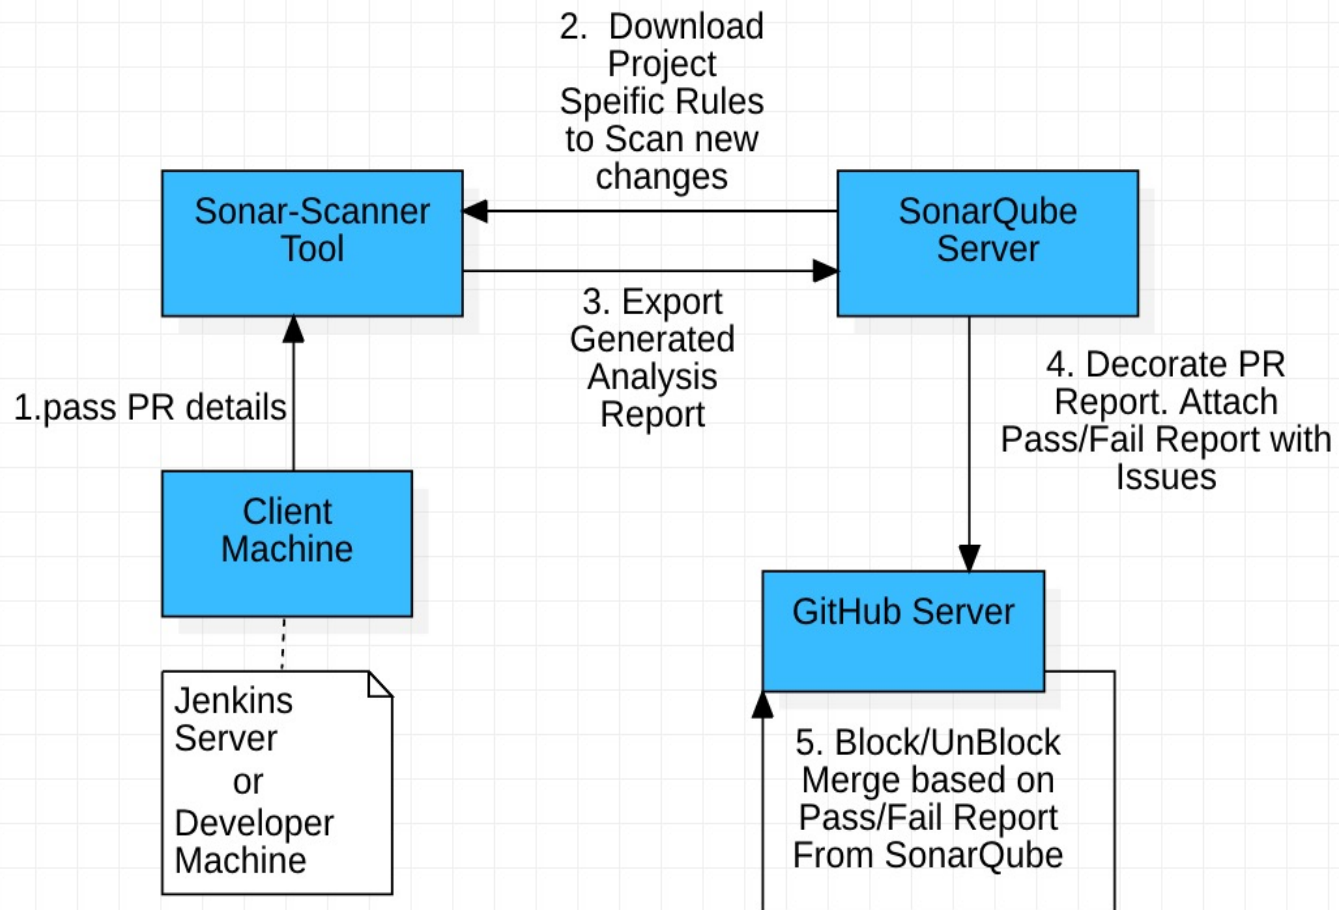 2.  Download
Project
Speific Rules
to Scan new
changes
Sonar-Scanner
Tool
SonarQube
Server
3. Export
Generated
Analysis
Report
1.pass PR details
4. Decorate PR
Report. Attach
Pass/Fail Report with
Issues
Client
Machine
GitHub Server
Jenkins
Server
or
Developer
Machine
5. Block/UnBlock
Merge based on
Pass/Fail Report
From SonarQube